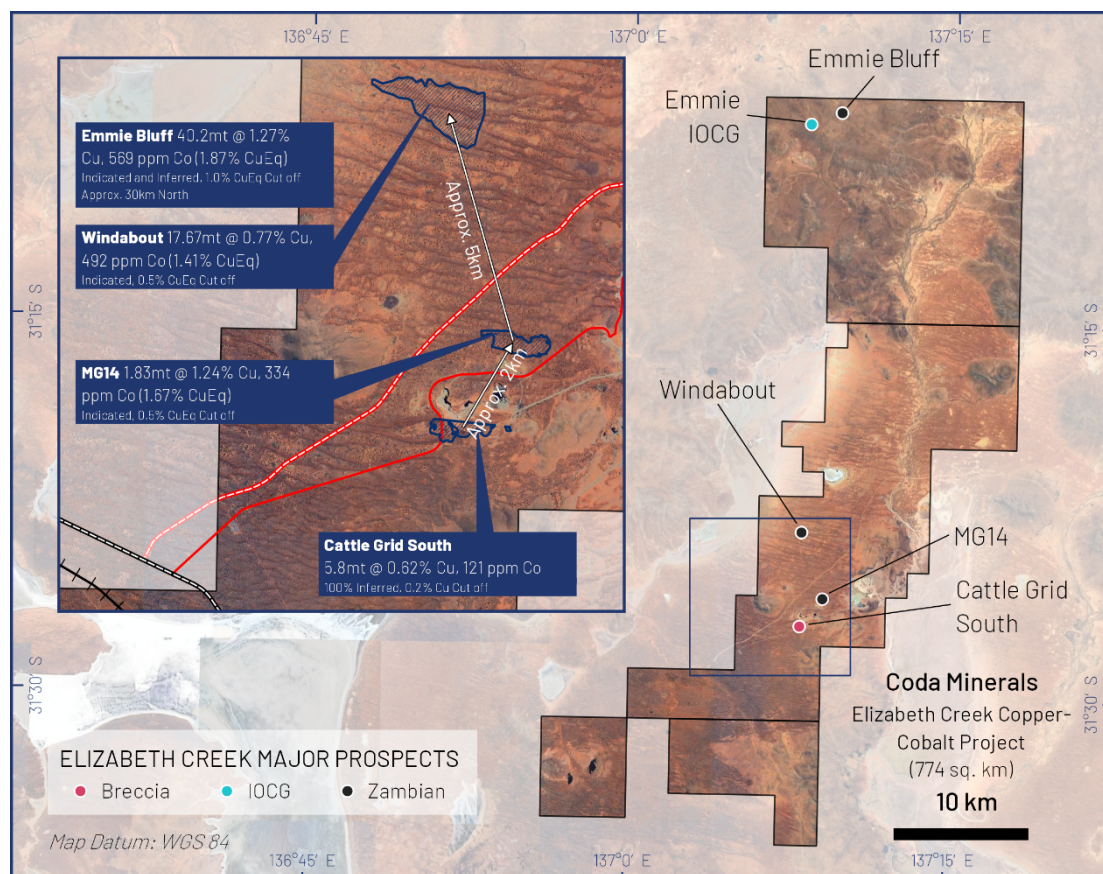 136°45' E
137°0' E
137°15' E
Emmie Bluff
Emmie
IOCG
Emmie Bluff 40.2mt @ 1.27%
Cu, 569 ppm Co (1.87% CuEq)
Indicated and Inferred, 1.0% CuEq Cut off
Approx. 30km North
Approx. 5km
Windabout 17.67mt @ 0.77% Cu,
492 ppm Co (1.41% CuEq)
Indicated, 0.5% CuEq Cut off
31°15' S
31°15' S
MG14 1.83mt @ 1.24% Cu, 334
ppm Co (1.67% CuEq)
Indicated, 0.5% CuEq Cut off
Approx. 2km
Windabout
MG14
Cattle Grid
South
Cattle Grid South
5.8mt @ 0.62% Cu, 121 ppm Co
100% Inferred, 0.2% Cu Cut off
31°30' S
31°30' S
Coda Minerals
Elizabeth Creek Copper-
Cobalt Project
(774 sq. km)
10 km
ELIZABETH CREEK MAJOR PROSPECTS
Breccia
IOCG
Zambian
Map Datum: WGS 84
136°45' E
137°0' E
137°15' E